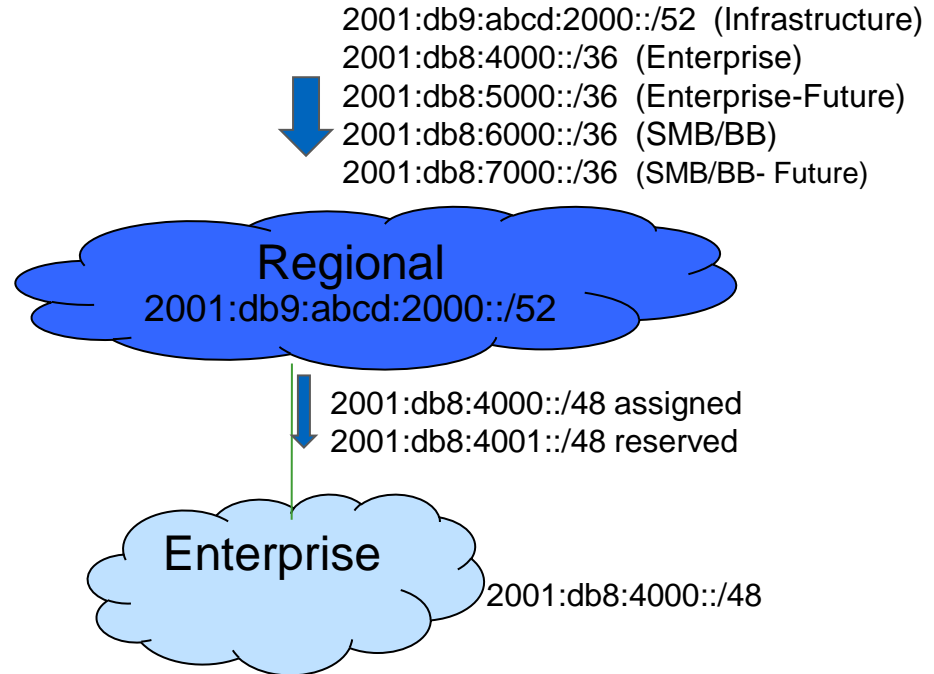 2001:db9:abcd:2000::/52 (Infrastructure)
2001:db8:4000::/36 (Enterprise)
2001:db8:5000::/36 (Enterprise-Future)
2001:db8:6000::/36 (SMB/BB)
2001:db8:7000::/36 (SMB/BB- Future)
Regional
2001:db9:abcd:2000::/52
2001:db8:4000::/48 assigned
2001:db8:4001::/48 reserved
Enterprise
2001:db8:4000::/48